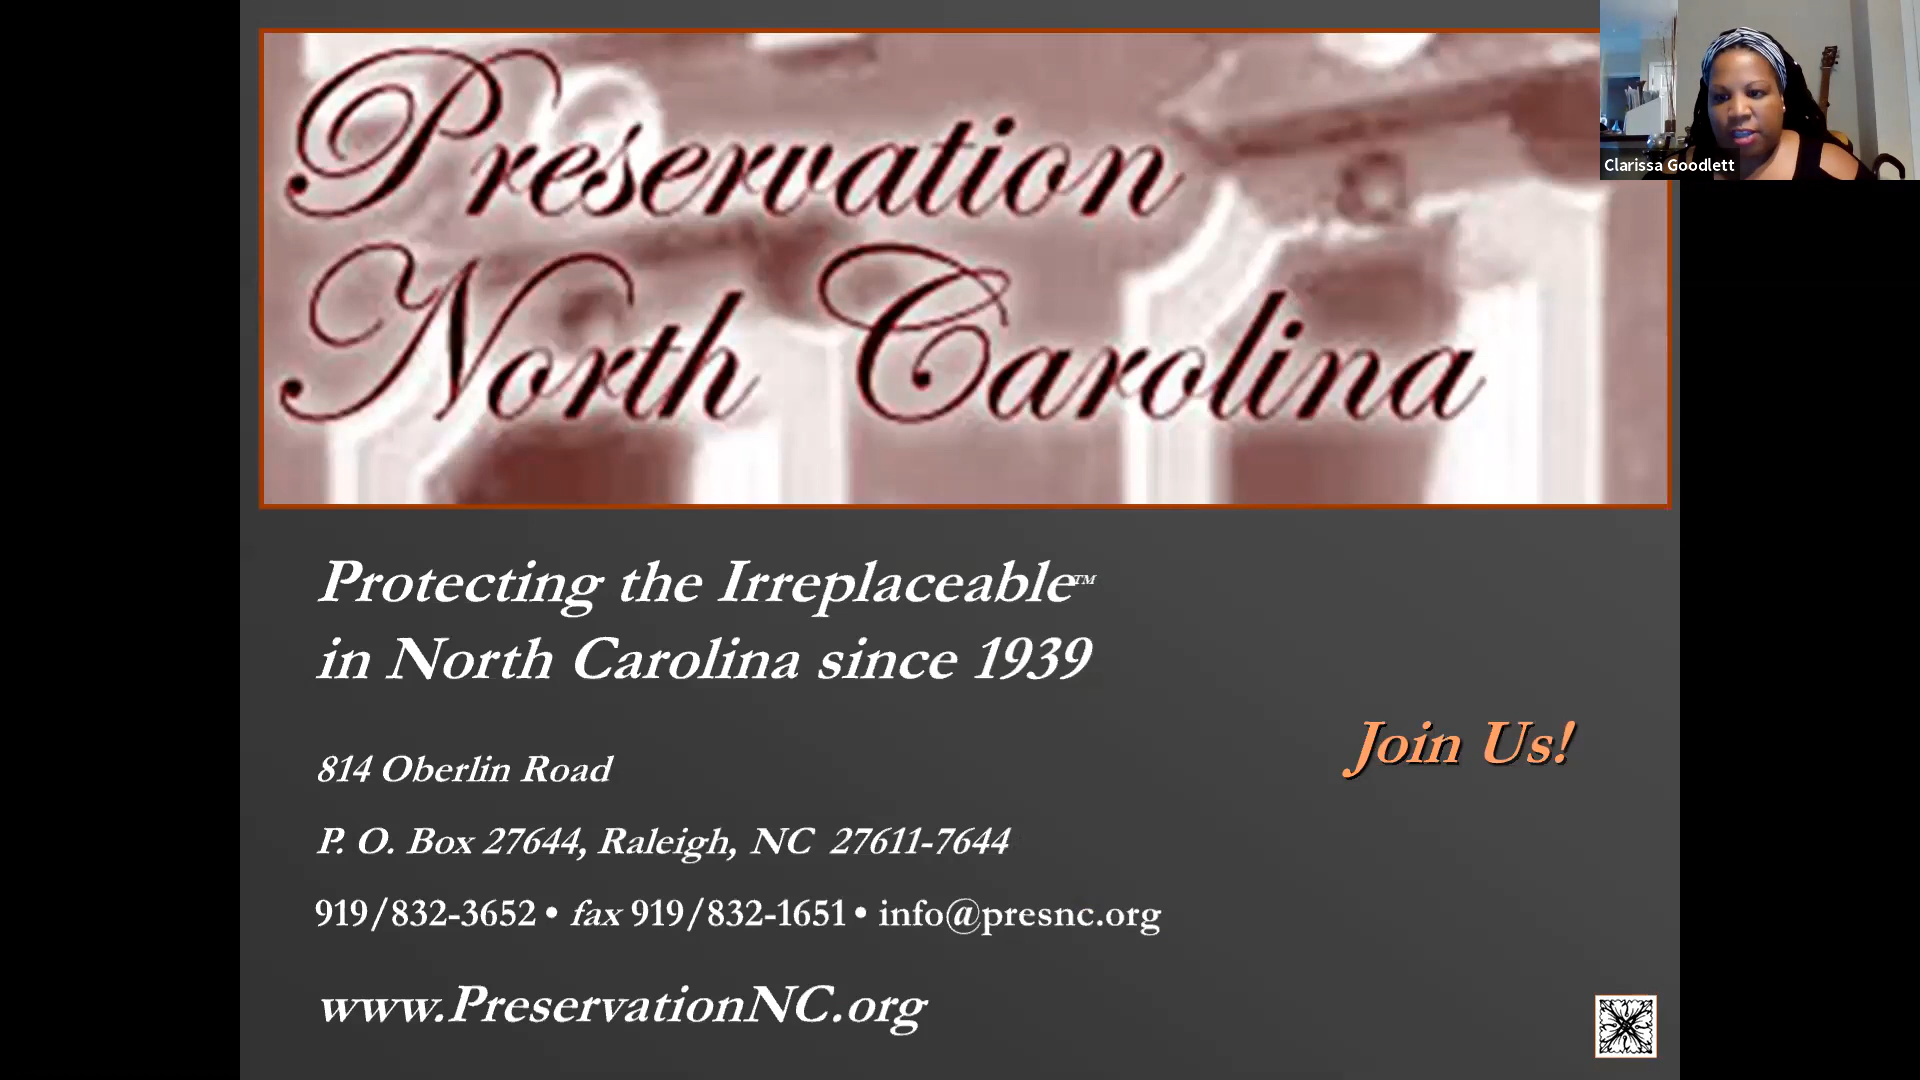 Preservation
North Carolina
Clarissa Goodlett
Protecting the Irreplaceable™
in North Carolina since 1939
Join Us!
814 Oberlin Road
P. O. Box 27644, Raleigh, NC 27611-7644
919/832-3652 • fax 919/832-1651 • info@presnc.org
www.PreservationNC.org